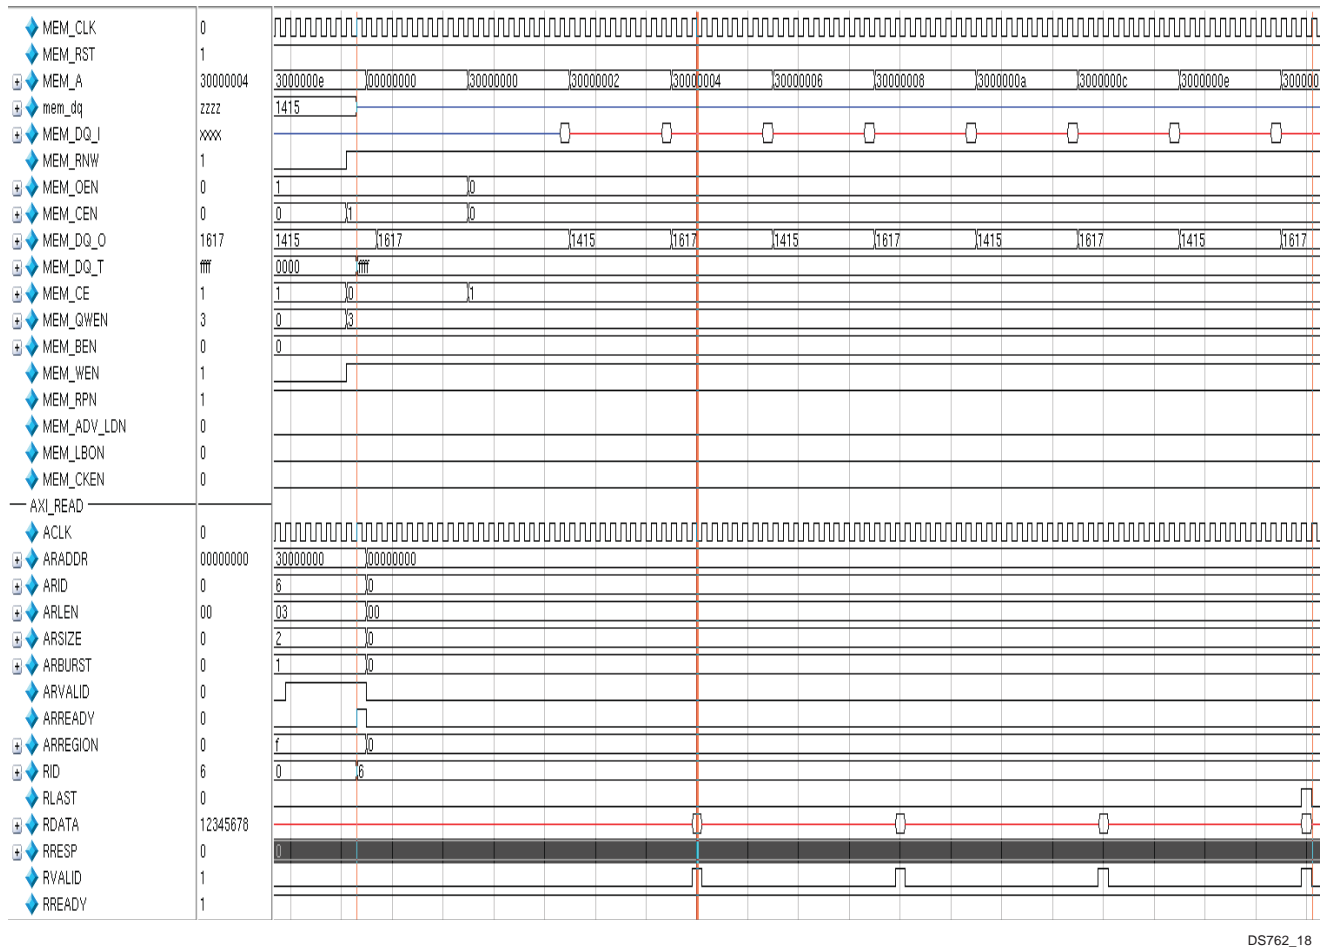 MEM_CLK 0
MEM_RST 1
MEM_A 30000004 3000000e 00000000 30000000 30000002 30000004 30000006 30000008 3000000a 3000000c 3000000e 300000
mem_dq zzzz 1415
MEM_DQ_I xxxx
MEM_RNW 1
MEM_OEN 0 1 0
MEM_CEN 0 0 1 0
MEM_DQ_O 1617 1415 1617 1415 1617 1415 1617 1415 1617 1415 1617
MEM_DQ_T ffff 0000 ffff
MEM_CE 1 1 0 1
MEM_QWEN 3 0 3
MEM_BEN 0 0
MEM_WEN 1
MEM_RPN 1
MEM_ADV_LDN 0
MEM_LBON 0
MEM_CKEN 0
AXI_READ
ACLK 0
ARADDR 00000000 30000000 00000000
ARID 0 6 0
ARLEN 00 03 00
ARSIZE 0 2 0
ARBURST 0 1 0
ARVALID 0
ARREADY 0
ARREGION 0 f 0
RID 6 0 6
RLAST 0
RDATA 12345678
RRESP 0 0
RVALID 1
RREADY 1
DS762_18